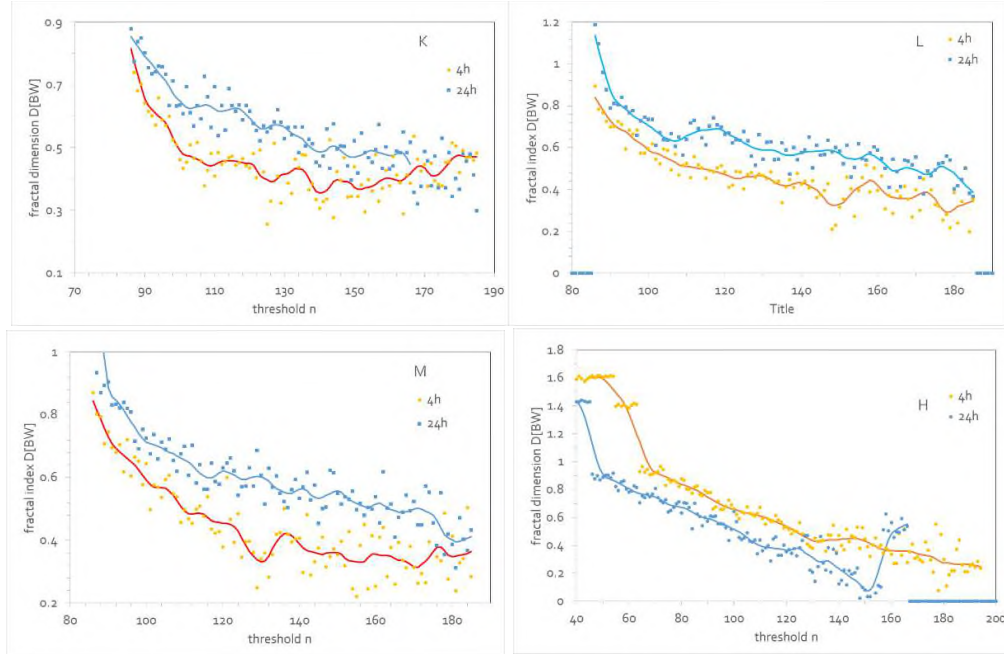 K
4h
24h
fractal dimension D[BW]
0.9
0.7
0.5
0.3
0.1
70 90 110 130 150 170 190
threshold n
L
4h
24h
fractal index D[BW]
1.2
1
0.8
0.6
0.4
0.2
0
80 100 120 140 160 180
Title
M
4h
24h
fractal index D[BW]
1
0.8
0.6
0.4
0.2
80 100 120 140 160 180
threshold n
H
4h
24h
fractal dimension D[BW]
1.8
1.6
1.4
1.2
1
0.8
0.6
0.4
0.2
0
40 60 80 100 120 140 160 180 200
threshold n